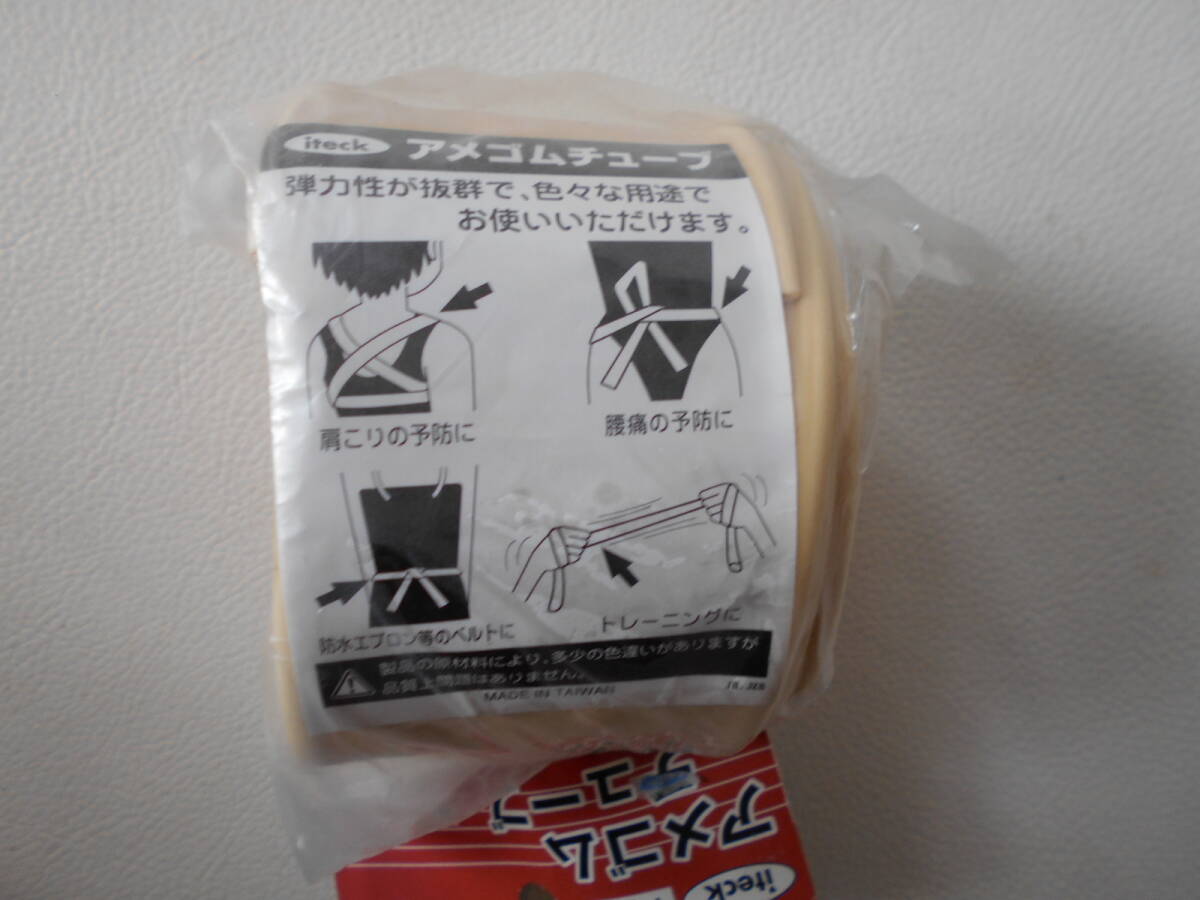 iteck アメゴムチューブ
弾力性が抜群で、色々な用途で
お使いいただけます。
肩こりの予防に
腰痛の予防に
防水エプロン等のベルトに
トレーニングに
製品の原材料により、多少の色違いがありますが
品質上問題はありません。
MADE IN TAIWAN
アメゴム
チューブ
iteck